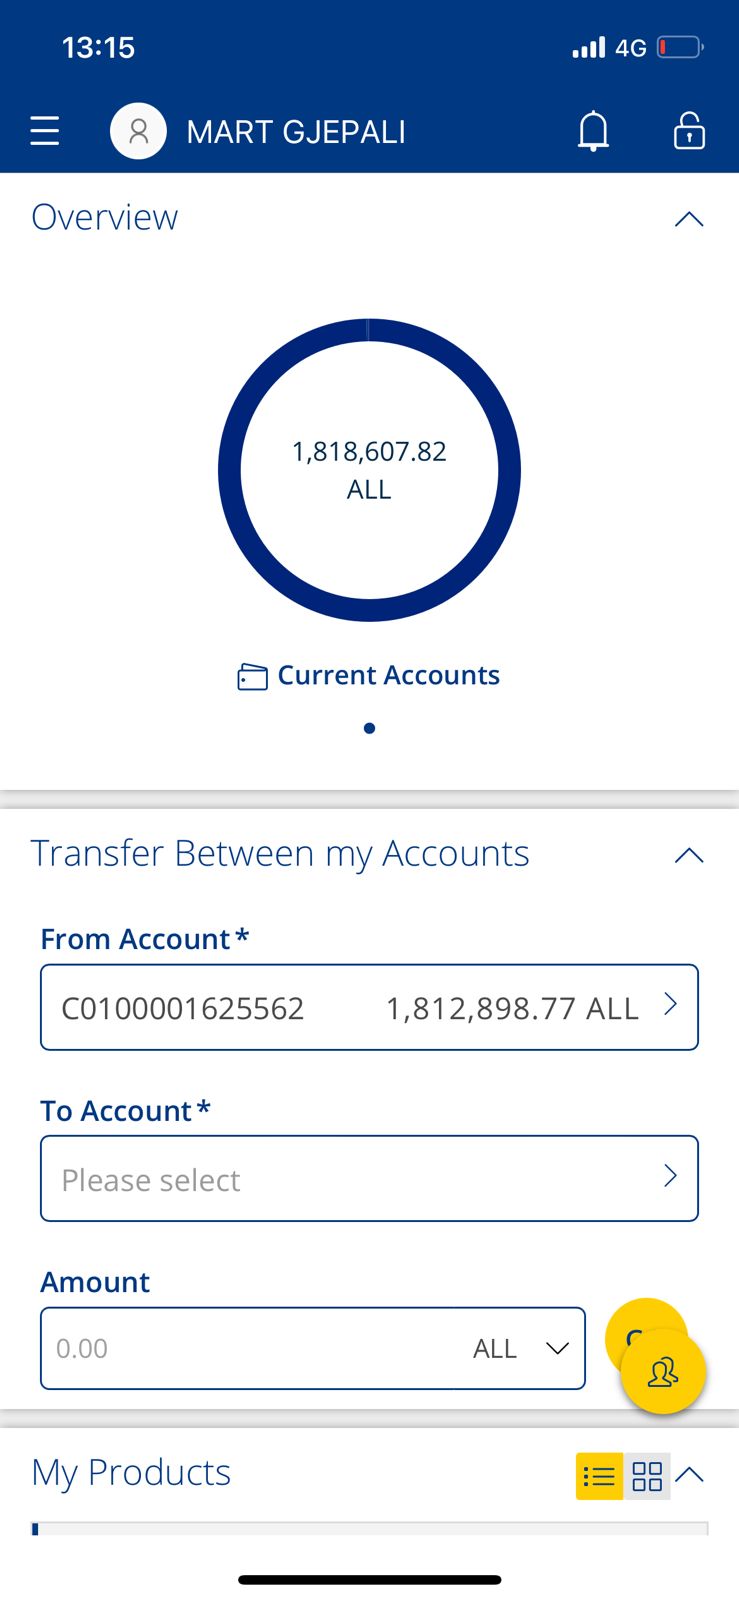 13:15
4G
MART GJEPALI
Overview
1,818,607.82
ALL
Current Accounts
Transfer Between my Accounts
From Account*
C0100001625562 1,812,898.77 ALL
To Account*
Please select
Amount
0.00 ALL
My Products